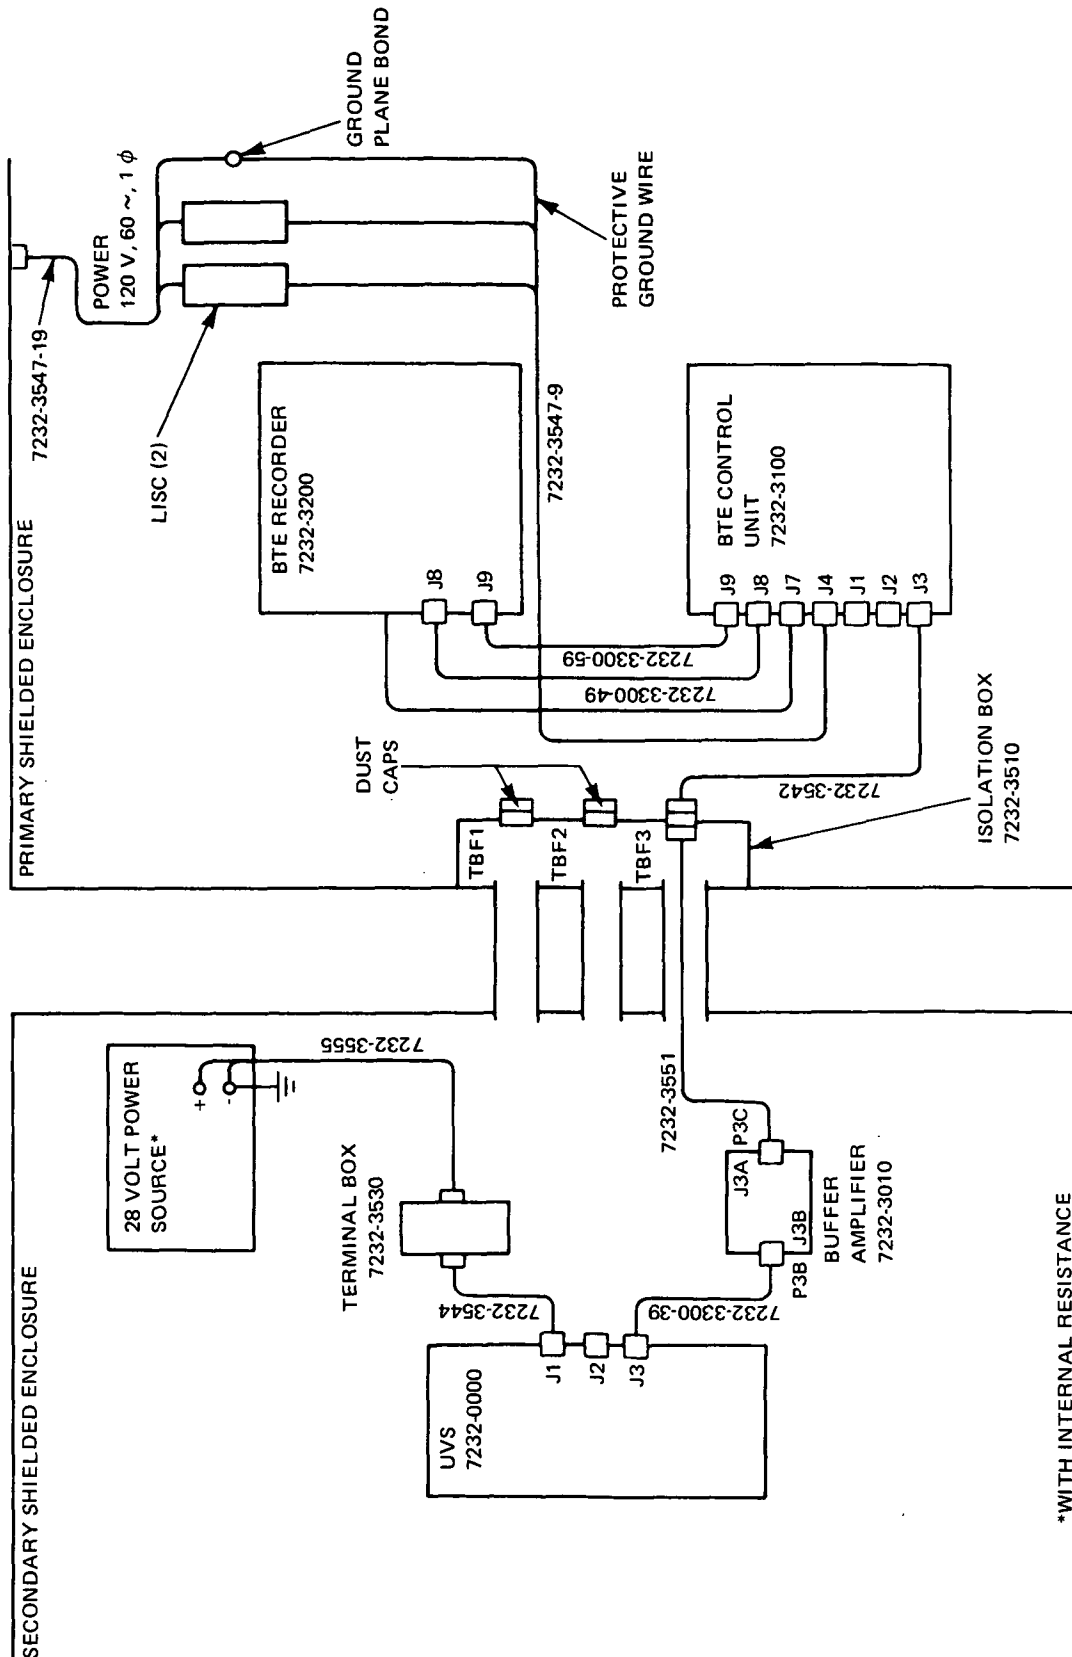 SECONDARY SHIELDED ENCLOSURE
28 VOLT POWER
SOURCE*
+
-
7232-3555
TERMINAL BOX
7232-3530
7232-3544
UVS
7232-0000
J1
J2
J3
7232-3300-39
P3B
J3B
J3A
P3C
BUFFER
AMPLIFIER
7232-3010
7232-3551
*WITH INTERNAL RESISTANCE
PRIMARY SHIELDED ENCLOSURE
7232-3547-19
POWER
120 V, 60 ~, 1 ϕ
LISC (2)
GROUND
PLANE BOND
PROTECTIVE
GROUND WIRE
BTE RECORDER
7232-3200
J8
J9
7232-3547-9
7232-3300-59
7232-3300-49
BTE CONTROL
UNIT
7232-3100
J9
J8
J7
J4
J1
J2
J3
DUST
CAPS
TBF1
TBF2
TBF3
7232-3542
ISOLATION BOX
7232-3510